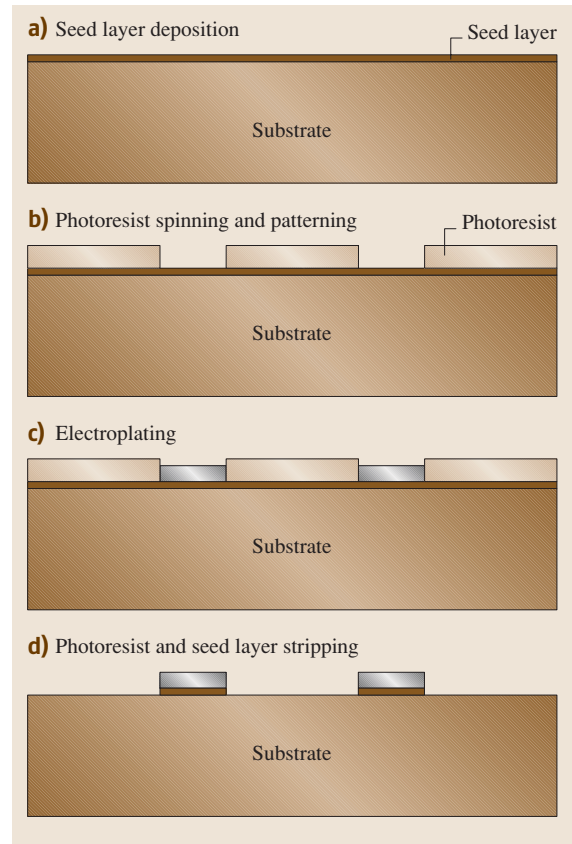 a) Seed layer deposition
Seed layer
Substrate
b) Photoresist spinning and patterning
Photoresist
Substrate
c) Electroplating
Substrate
d) Photoresist and seed layer stripping
Substrate